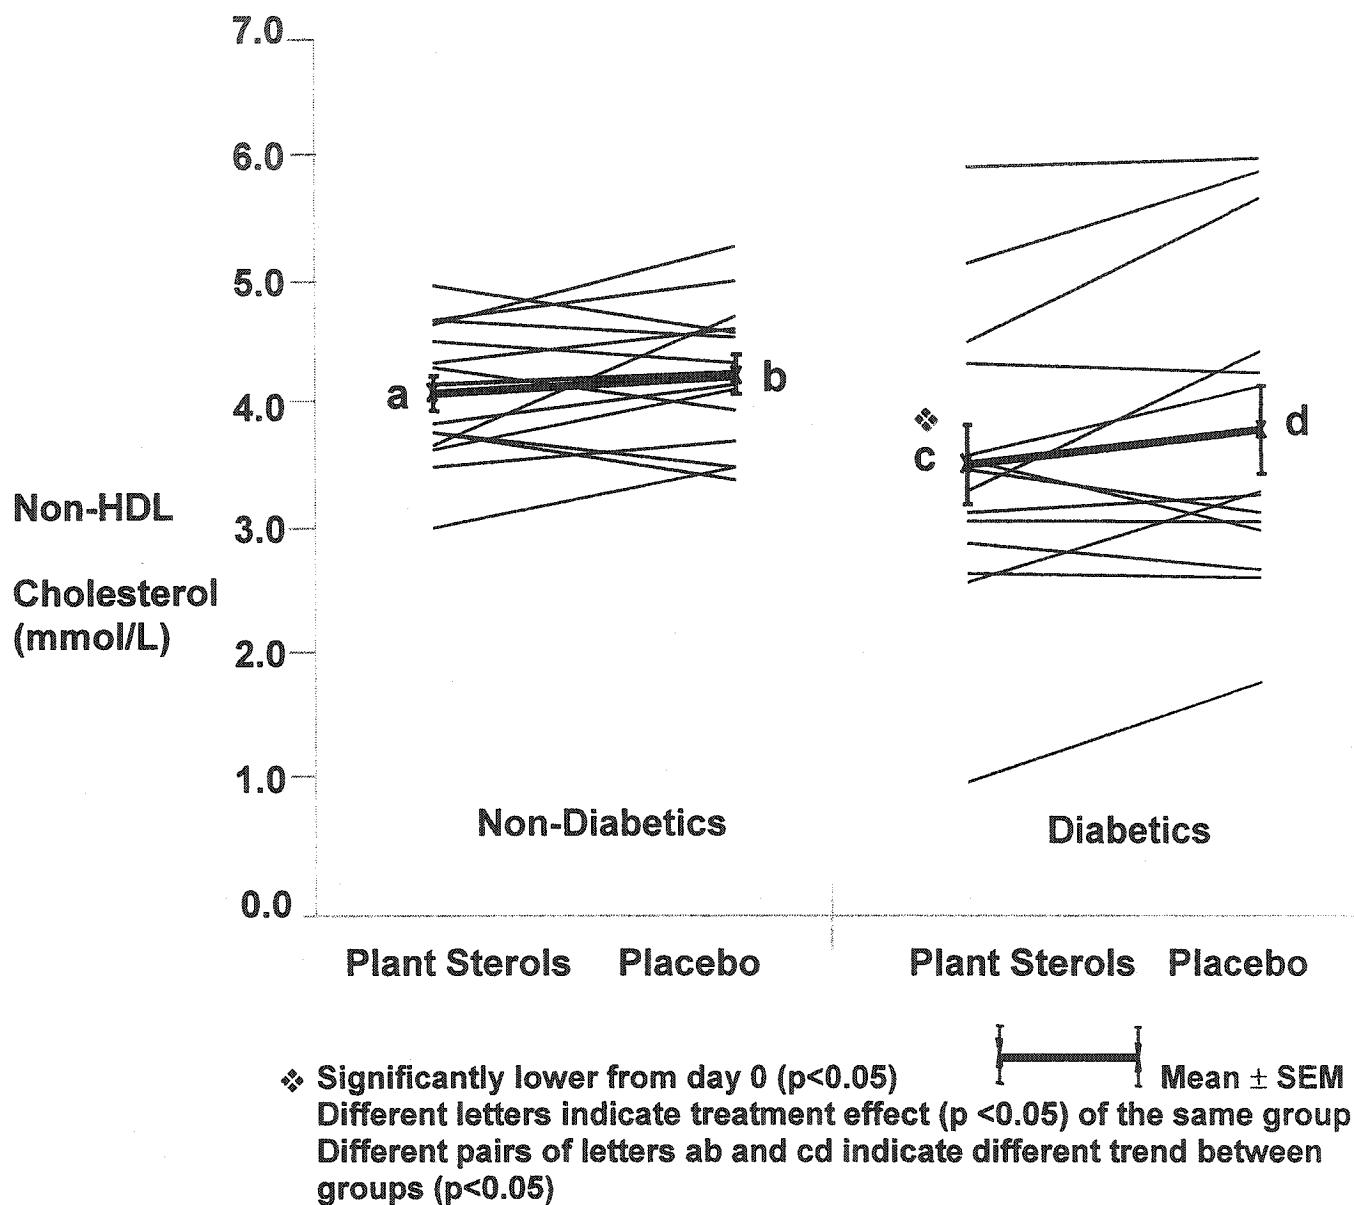 7.0
6.0
5.0
4.0
3.0
2.0
1.0
0.0
Non-HDL
Cholesterol
(mmol/L)
a
b
❖
c
d
Non-Diabetics
Diabetics
Plant Sterols
Placebo
Plant Sterols
Placebo
Mean ± SEM
❖ Significantly lower from day 0 (p<0.05)
Different letters indicate treatment effect (p <0.05) of the same group
Different pairs of letters ab and cd indicate different trend between
groups (p<0.05)